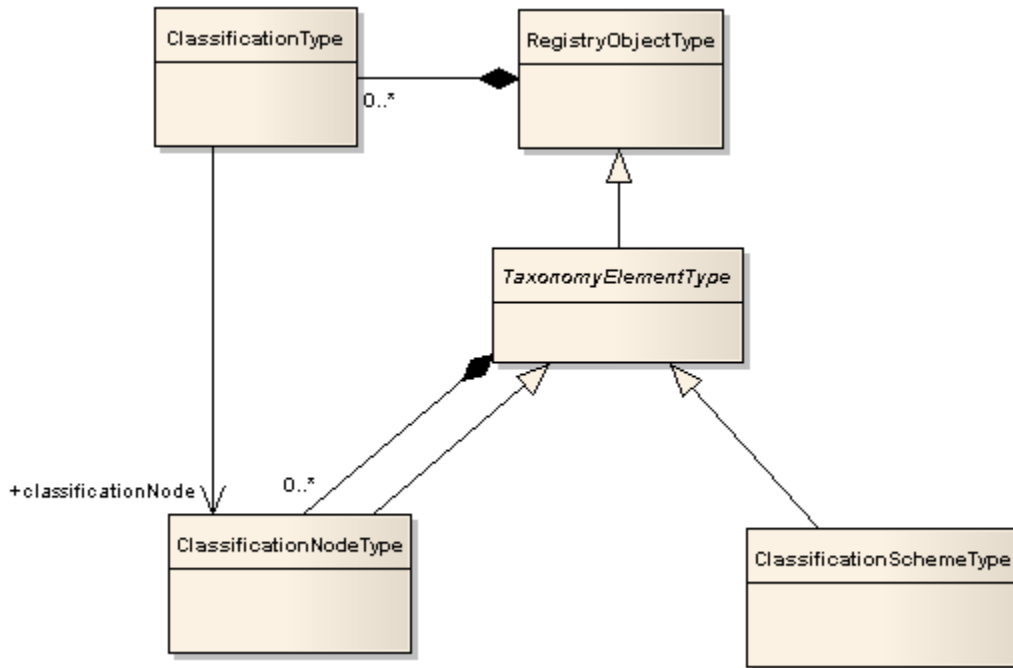 ClassificationType
RegistryObjectType
0..*
TaxonomyElementType
+classificationNode
0..*
ClassificationNodeType
ClassificationSchemeType